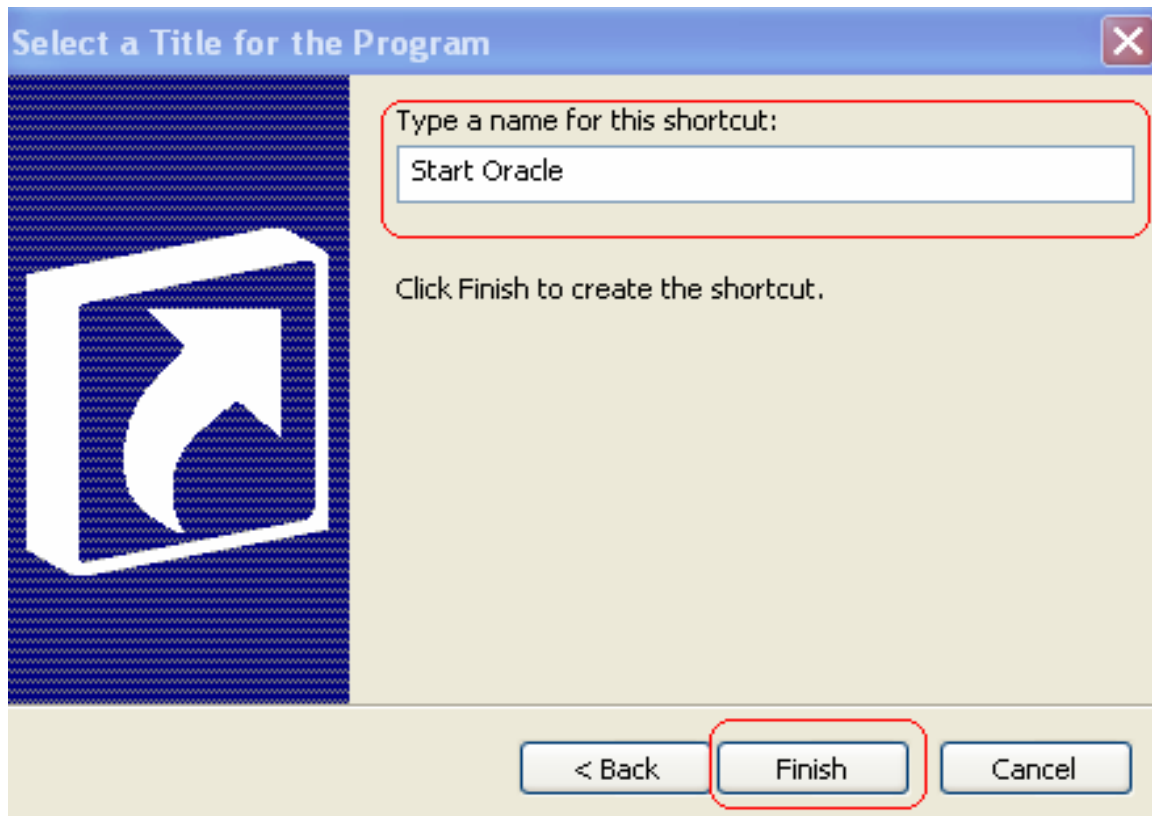 Select a Title for the Program
Type a name for this shortcut:
Start Oracle
Click Finish to create the shortcut.
< Back
Finish
Cancel